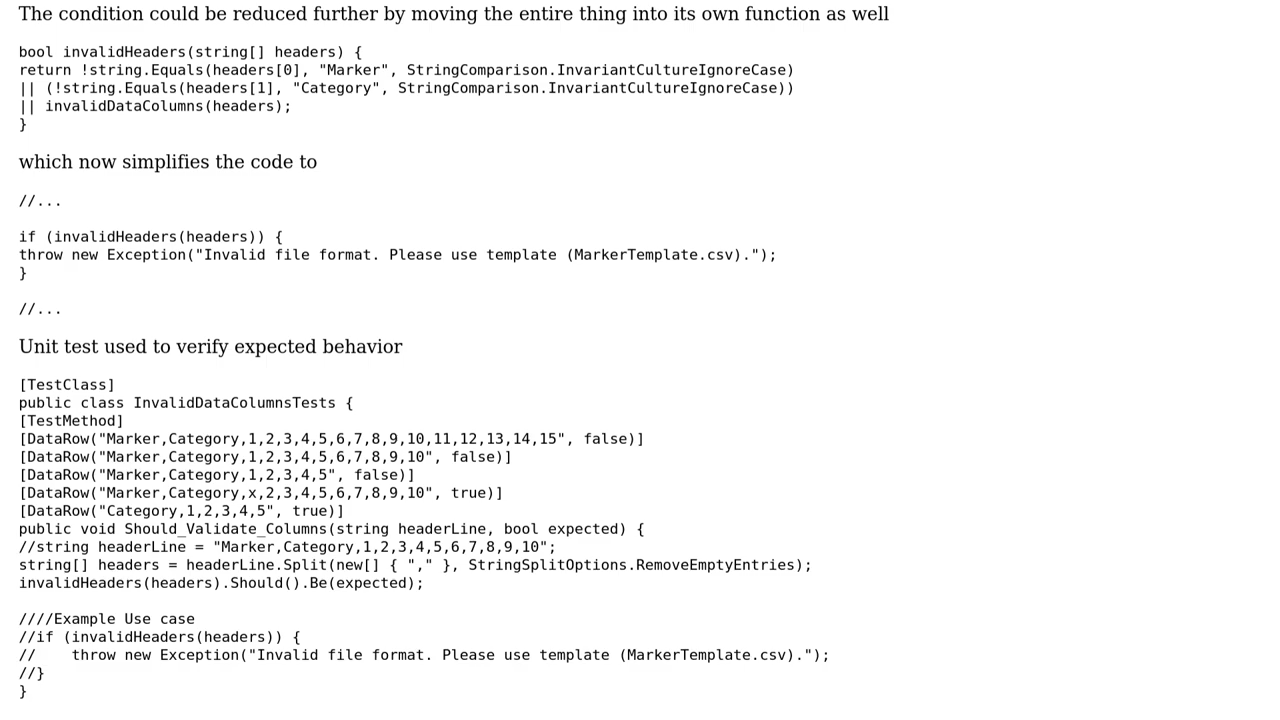 The condition could be reduced further by moving the entire thing into its own function as well
bool invalidHeaders(string[] headers) {
return !string.Equals(headers[0], "Marker", StringComparison.InvariantCultureIgnoreCase)
|| (!string.Equals(headers[1], "Category", StringComparison.InvariantCultureIgnoreCase))
|| invalidDataColumns(headers);
}
which now simplifies the code to
//...
if (invalidHeaders(headers)) {
throw new Exception("Invalid file format. Please use template (MarkerTemplate.csv).");
}
//...
Unit test used to verify expected behavior
[TestClass]
public class InvalidDataColumnsTests {
[TestMethod]
[DataRow("Marker,Category,1,2,3,4,5,6,7,8,9,10,11,12,13,14,15", false)]
[DataRow("Marker,Category,1,2,3,4,5,6,7,8,9,10", false)]
[DataRow("Marker,Category,1,2,3,4,5", false)]
[DataRow("Marker,Category,x,2,3,4,5,6,7,8,9,10", true)]
[DataRow("Category,1,2,3,4,5", true)]
public void Should_Validate_Columns(string headerLine, bool expected) {
//string headerLine = "Marker,Category,1,2,3,4,5,6,7,8,9,10";
string[] headers = headerLine.Split(new[] { "," }, StringSplitOptions.RemoveEmptyEntries);
invalidHeaders(headers).Should().Be(expected);
////Example Use case
//if (invalidHeaders(headers)) {
//    throw new Exception("Invalid file format. Please use template (MarkerTemplate.csv).");
//}
}